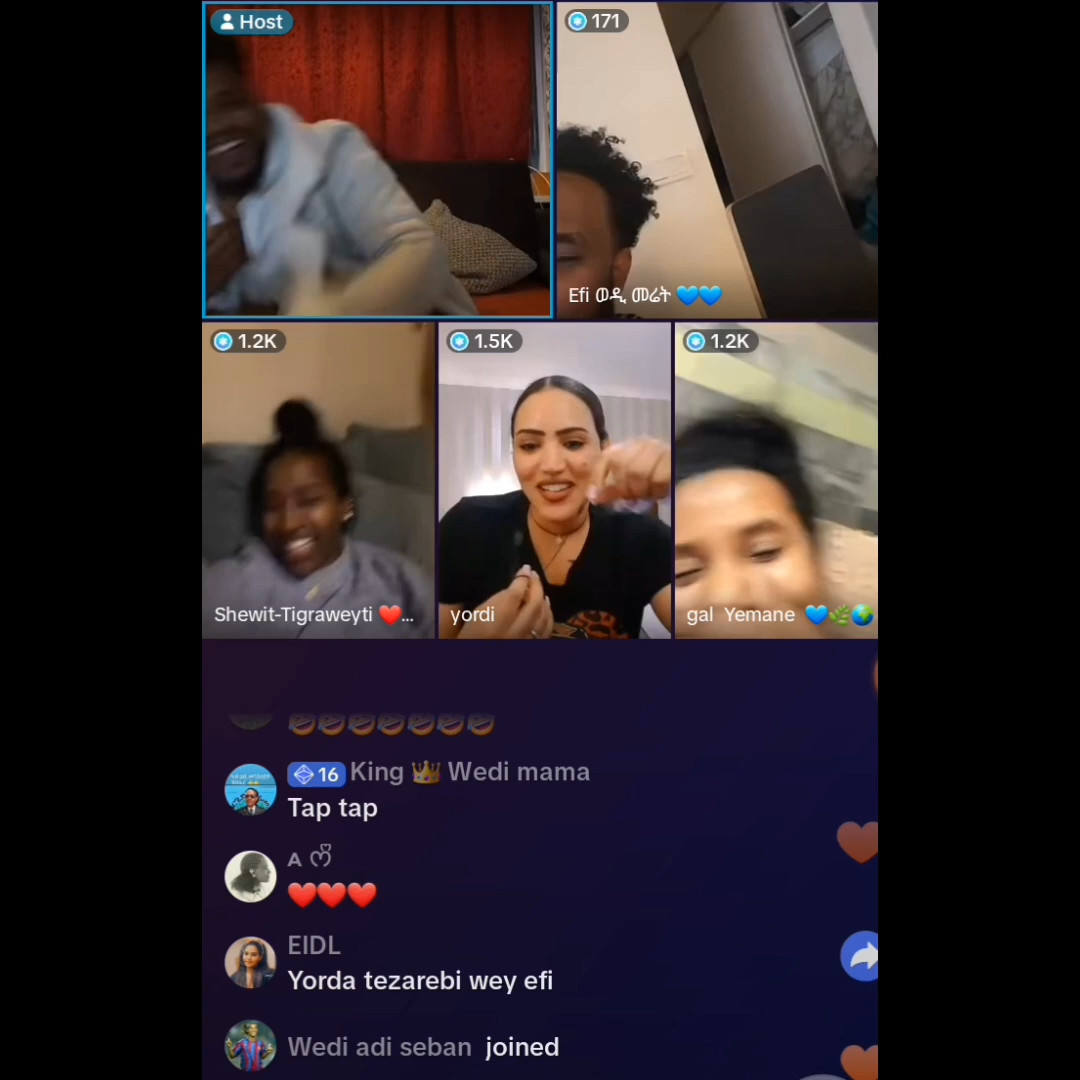 Host
171
Efi ወዲ መሬት 💙💙
1.2K
1.5K
1.2K
Shewit-Tigraweyti ❤️...
yordi
gal Yemane 💙🌿🌍
🤣🤣🤣🤣🤣🤣🤣
16 King 👑 Wedi mama
Tap tap
❤️❤️❤️
EIDL
Yorda tezarebi wey efi
Wedi adi seban joined